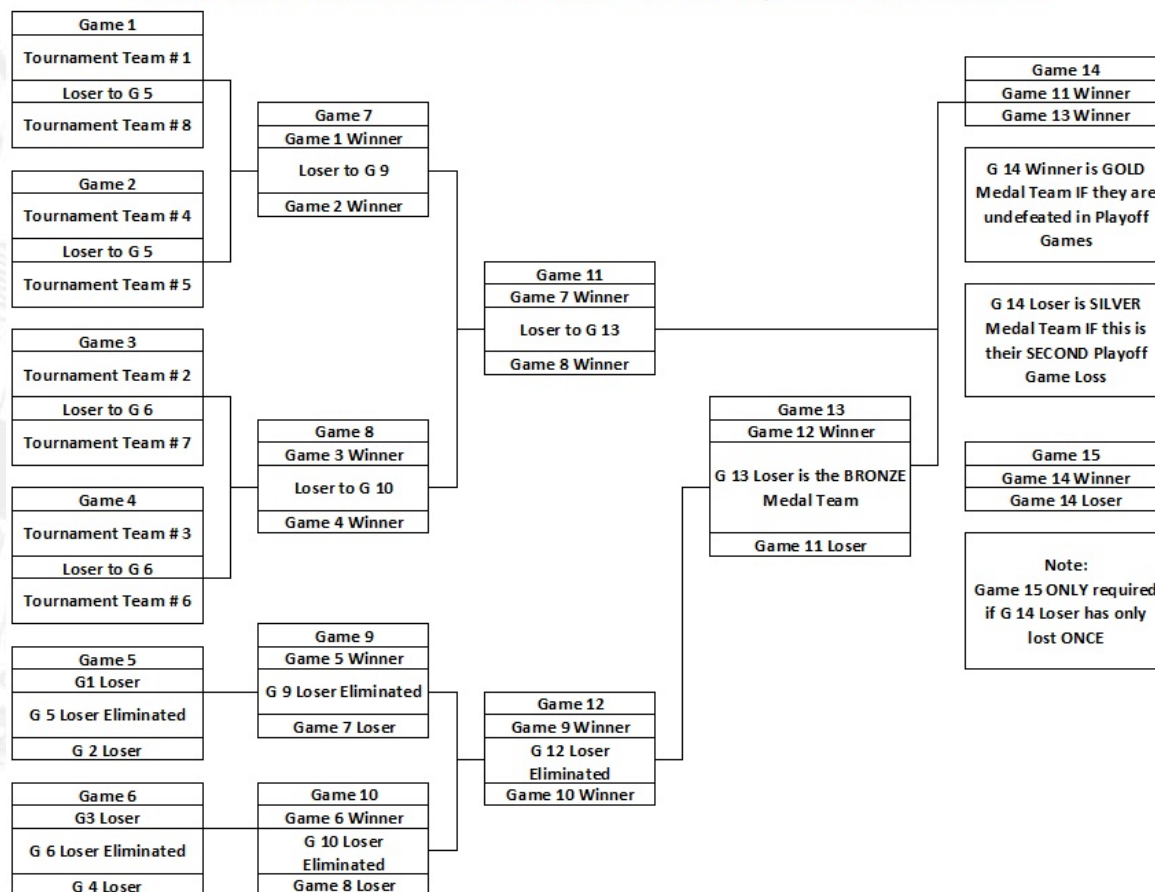 Game 1
Tournament Team # 1
Loser to G 5
Tournament Team # 8
Game 2
Tournament Team # 4
Loser to G 5
Tournament Team # 5
Game 3
Tournament Team # 2
Loser to G 6
Tournament Team # 7
Game 4
Tournament Team # 3
Loser to G 6
Tournament Team # 6
Game 5
G1 Loser
G 5 Loser Eliminated
G 2 Loser
Game 6
G3 Loser
G 6 Loser Eliminated
G 4 Loser
Game 7
Game 1 Winner
Loser to G 9
Game 2 Winner
Game 8
Game 3 Winner
Loser to G 10
Game 4 Winner
Game 9
Game 5 Winner
G 9 Loser Eliminated
Game 7 Loser
Game 10
Game 6 Winner
G 10 Loser
Eliminated
Game 8 Loser
Game 11
Game 7 Winner
Loser to G 13
Game 8 Winner
Game 12
Game 9 Winner
G 12 Loser
Eliminated
Game 10 Winner
Game 13
Game 12 Winner
G 13 Loser is the BRONZE
Medal Team
Game 11 Loser
Game 14
Game 11 Winner
Game 13 Winner
G 14 Winner is GOLD
Medal Team IF they are
undefeated in Playoff
Games
G 14 Loser is SILVER
Medal Team IF this is
their SECOND Playoff
Game Loss
Game 15
Game 14 Winner
Game 14 Loser
Note:
Game 15 ONLY required
if G 14 Loser has only
lost ONCE